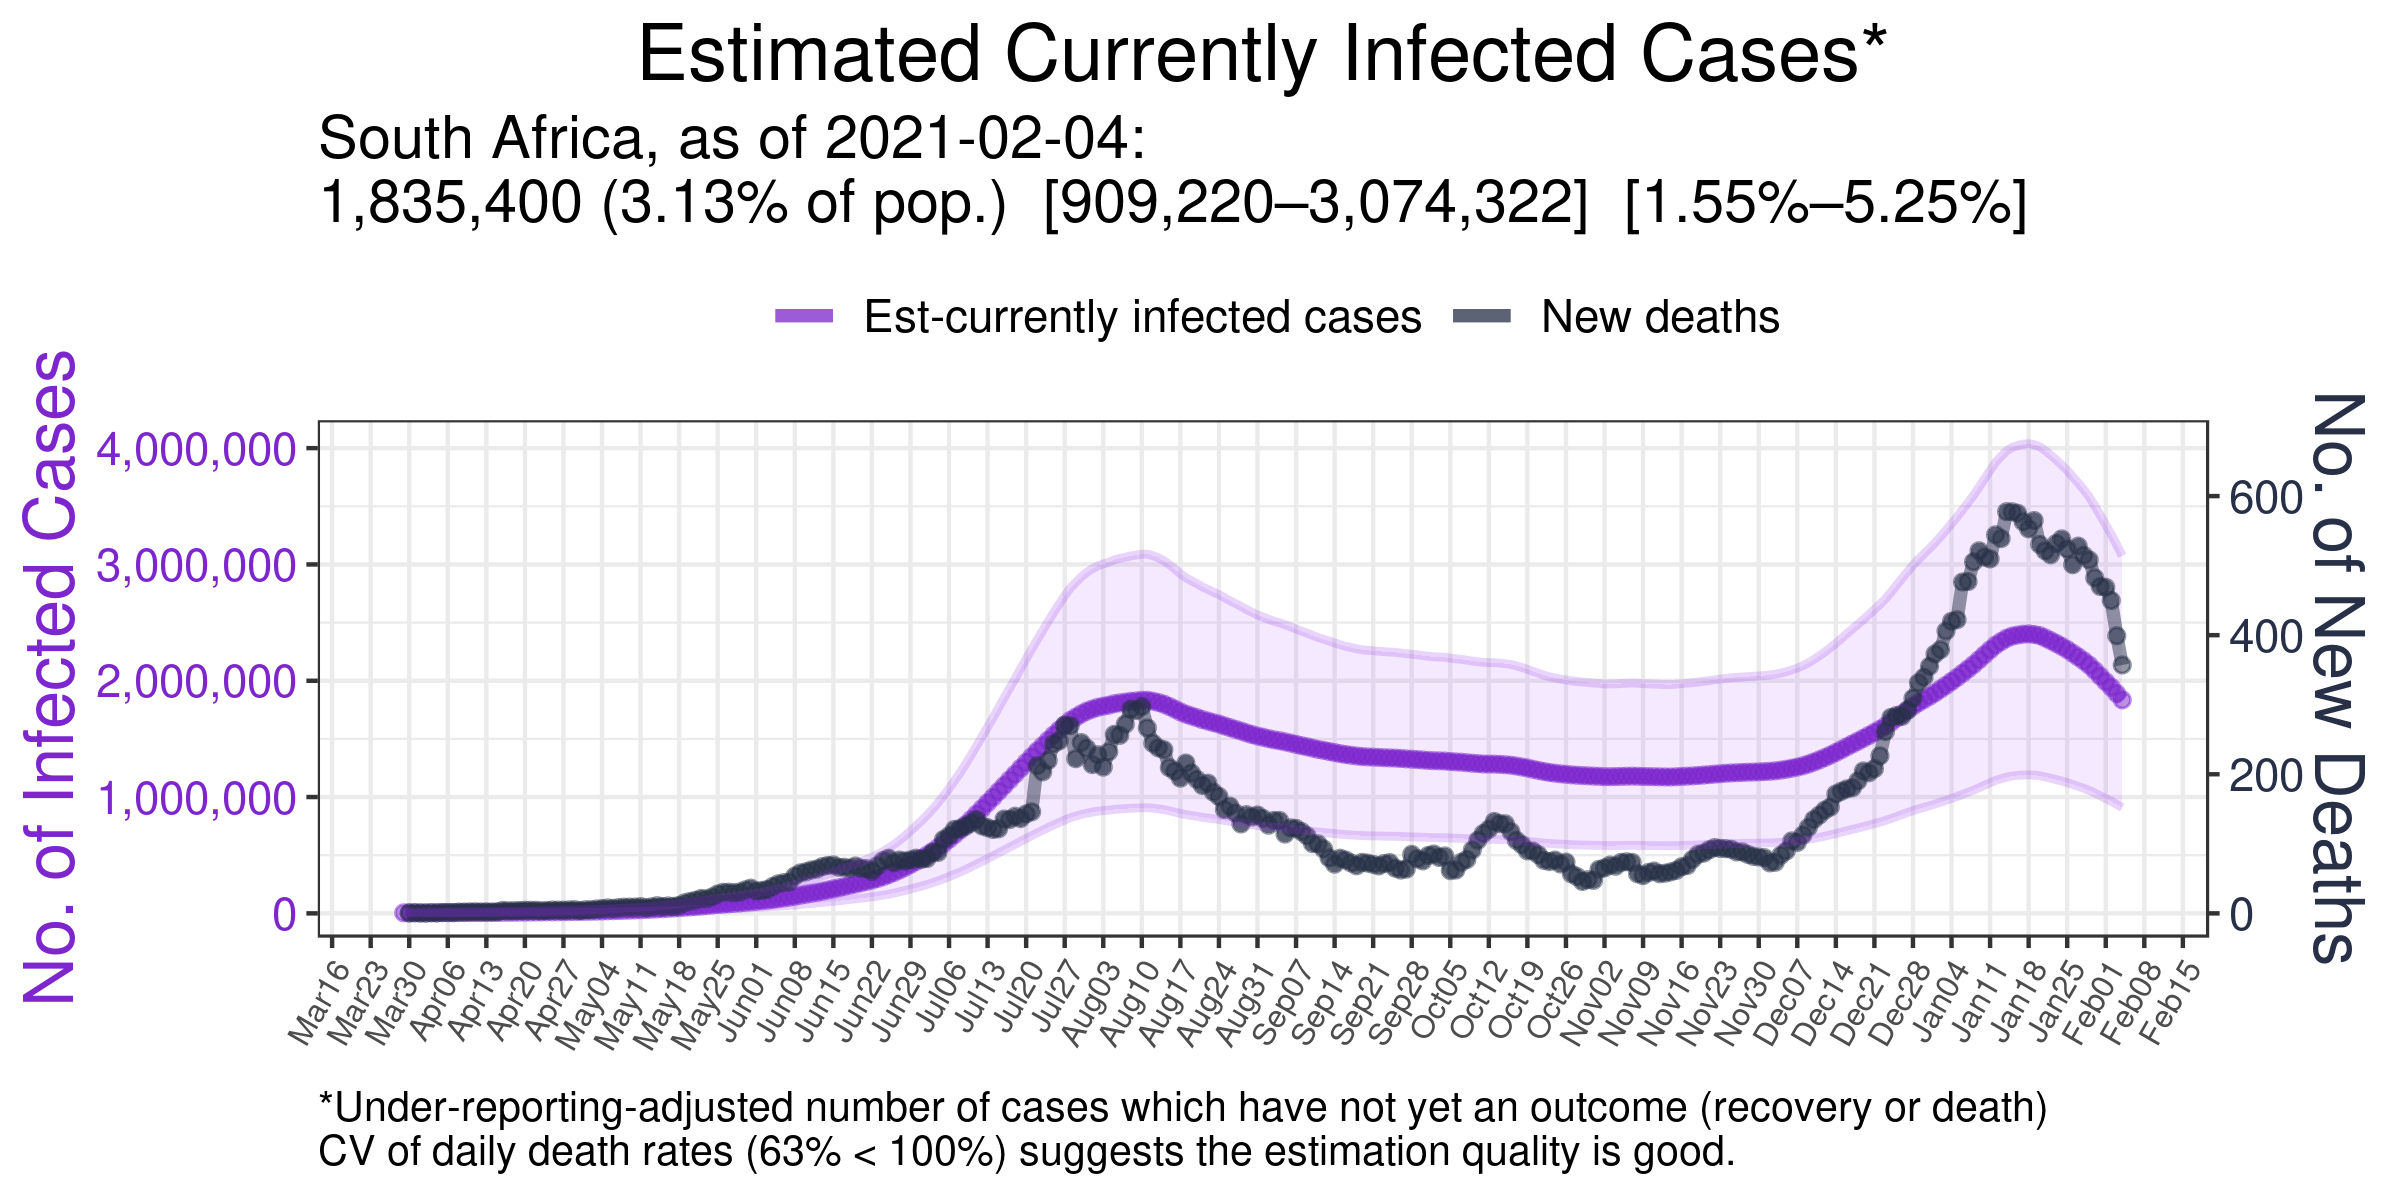 Estimated Currently Infected Cases*
South Africa, as of 2021-02-04:
1,835,400 (3.13% of pop.)  [909,220–3,074,322]  [1.55%–5.25%]
Est-currently infected cases
New deaths
No. of Infected Cases
4,000,000
3,000,000
2,000,000
1,000,000
0
600
400
200
0
No. of New Deaths
Mar16
Mar23
Mar30
Apr06
Apr13
Apr20
Apr27
May04
May11
May18
May25
Jun01
Jun08
Jun15
Jun22
Jun29
Jul06
Jul13
Jul20
Jul27
Aug03
Aug10
Aug17
Aug24
Aug31
Sep07
Sep14
Sep21
Sep28
Oct05
Oct12
Oct19
Oct26
Nov02
Nov09
Nov16
Nov23
Nov30
Dec07
Dec14
Dec21
Dec28
Jan04
Jan11
Jan18
Jan25
Feb01
Feb08
Feb15
*Under-reporting-adjusted number of cases which have not yet an outcome (recovery or death)
CV of daily death rates (63% < 100%) suggests the estimation quality is good.